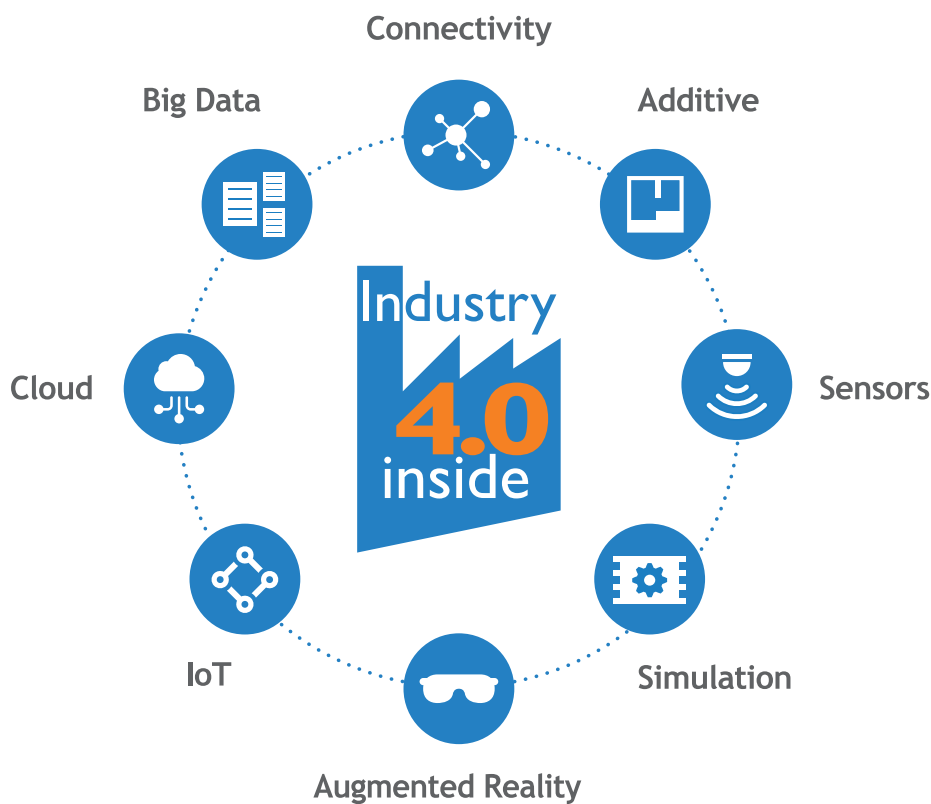 Connectivity
Big Data
Additive
Industry
4.0
inside
Cloud
Sensors
IoT
Simulation
Augmented Reality